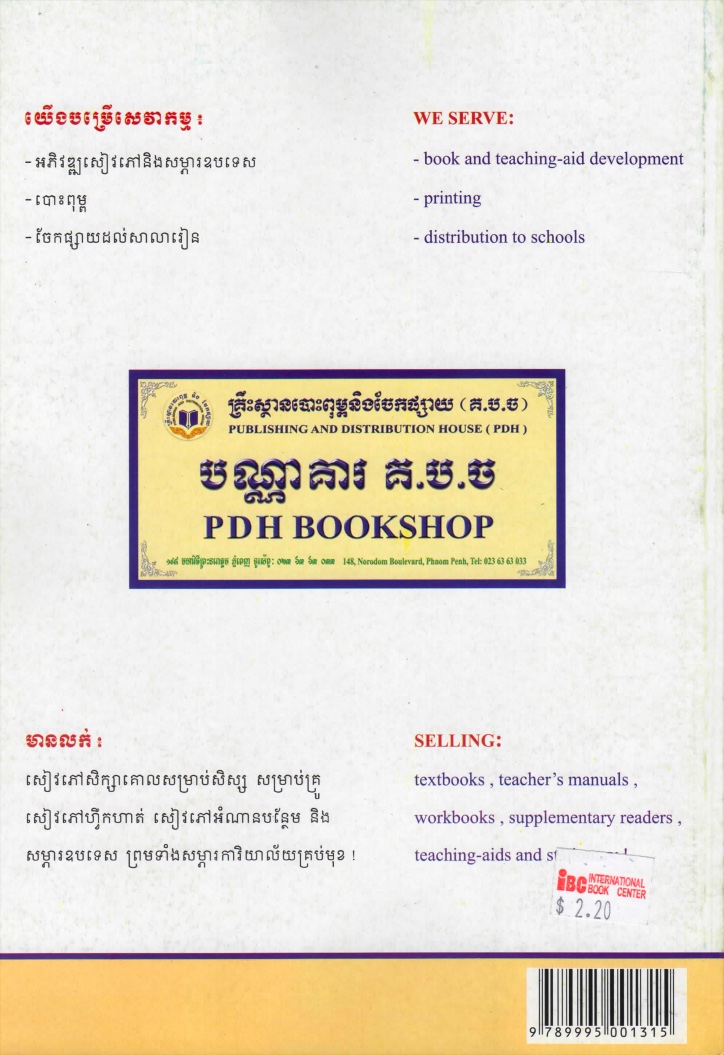 យើងបម្រើសេវាកម្ម ៖
- អភិវឌ្ឍសៀវភៅនិងសម្ភារឧបទេស
- បោះពុម្ព
- ចែកផ្សាយដល់សាលារៀន
WE SERVE:
- book and teaching-aid development
- printing
- distribution to schools
គ្រឹះស្ថានបោះពុម្ពនិងចែកផ្សាយ (គ.ប.ច)
PUBLISHING AND DISTRIBUTION HOUSE ( PDH )
បណ្ណាគារ គ.ប.ច
PDH BOOKSHOP
១៤៨ មហាវិថីព្រះនរោត្តម ភ្នំពេញ ទូរស័ព្ទៈ ០២៣ ៦៣ ៦៣ ០៣៣ 148, Norodom Boulevard, Phnom Penh, Tel: 023 63 63 033
មានលក់ ៖
សៀវភៅសិក្សាគោលសម្រាប់សិស្ស សម្រាប់គ្រូ
សៀវភៅហ្វឹកហាត់ សៀវភៅអំណានបន្ថែម និង
សម្ភារឧបទេស ព្រមទាំងសម្ភារការិយាល័យគ្រប់មុខ !
SELLING:
textbooks , teacher's manuals ,
workbooks , supplementary readers ,
teaching-aids and
iBC INTERNATIONAL
BOOK CENTER
$ 2.20
9 789995 001315